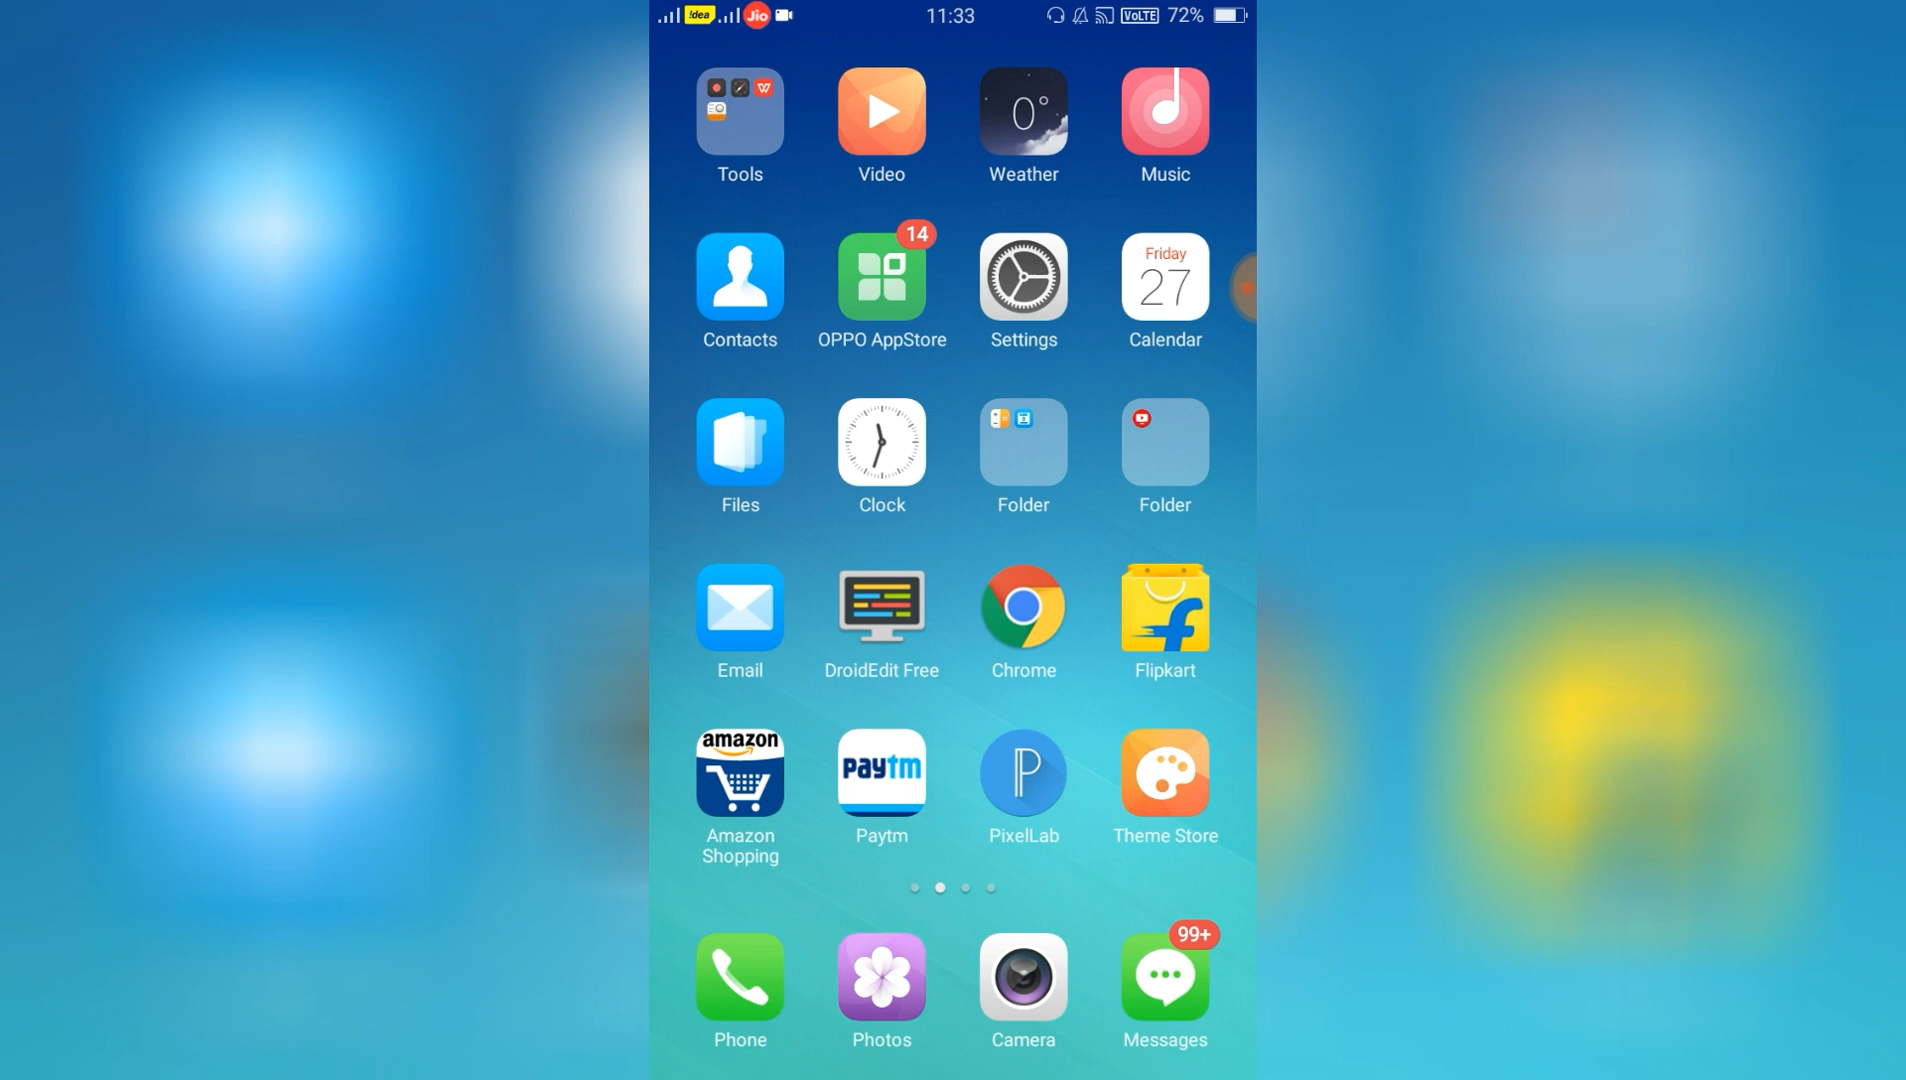 !dea Jio 11:33 VoLTE 72%
0°
Tools Video Weather Music
14
Friday
27
Contacts OPPO AppStore Settings Calendar
Files Clock Folder Folder
Email DroidEdit Free Chrome Flipkart
amazon
paytm
P
Amazon
Shopping
Paytm PixelLab Theme Store
99+
Phone Photos Camera Messages